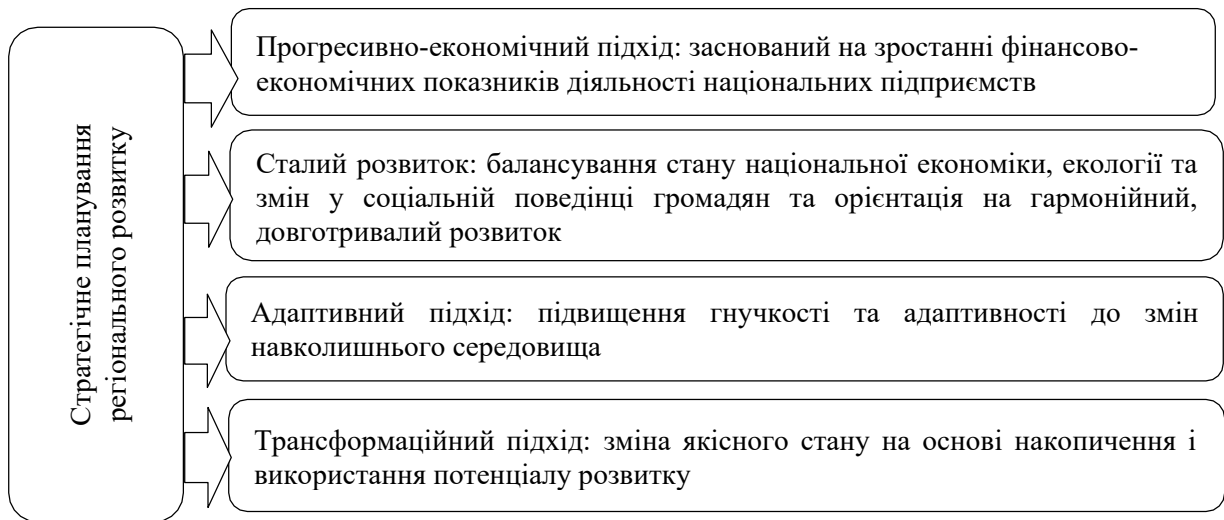 Стратегічне планування
регіонального розвитку
Прогресивно-економічний підхід: заснований на зростанні фінансово-
економічних показників діяльності національних підприємств
Сталий розвиток: балансування стану національної економіки, екології та
змін у соціальній поведінці громадян та орієнтація на гармонійний,
довготривалий розвиток
Адаптивний підхід: підвищення гнучкості та адаптивності до змін
навколишнього середовища
Трансформаційний підхід: зміна якісного стану на основі накопичення і
використання потенціалу розвитку